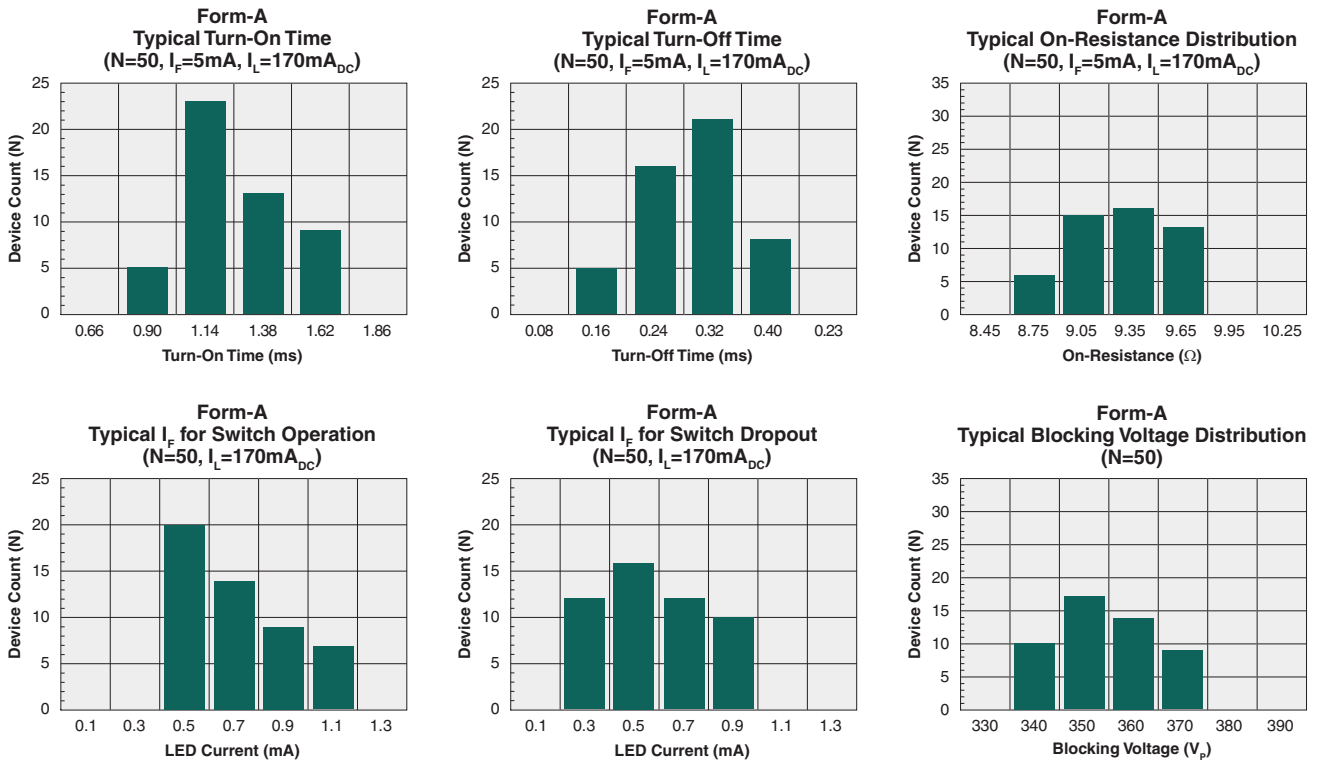 Form-A
Typical Turn-On Time
(N=50, IF=5mA, IL=170mADC)
25
20
15
10
5
0
Device Count (N)
0.66 0.90 1.14 1.38 1.62 1.86
Turn-On Time (ms)
Form-A
Typical Turn-Off Time
(N=50, IF=5mA, IL=170mADC)
25
20
15
10
5
0
Device Count (N)
0.08 0.16 0.24 0.32 0.40 0.23
Turn-Off Time (ms)
Form-A
Typical On-Resistance Distribution
(N=50, IF=5mA, IL=170mADC)
35
30
25
20
15
10
5
0
Device Count (N)
8.45 8.75 9.05 9.35 9.65 9.95 10.25
On-Resistance (Ω)
Form-A
Typical IF for Switch Operation
(N=50, IL=170mADC)
25
20
15
10
5
0
Device Count (N)
0.1 0.3 0.5 0.7 0.9 1.1 1.3
LED Current (mA)
Form-A
Typical IF for Switch Dropout
(N=50, IL=170mADC)
25
20
15
10
5
0
Device Count (N)
0.1 0.3 0.5 0.7 0.9 1.1 1.3
LED Current (mA)
Form-A
Typical Blocking Voltage Distribution
(N=50)
35
30
25
20
15
10
5
0
Device Count (N)
330 340 350 360 370 380 390
Blocking Voltage (VP)